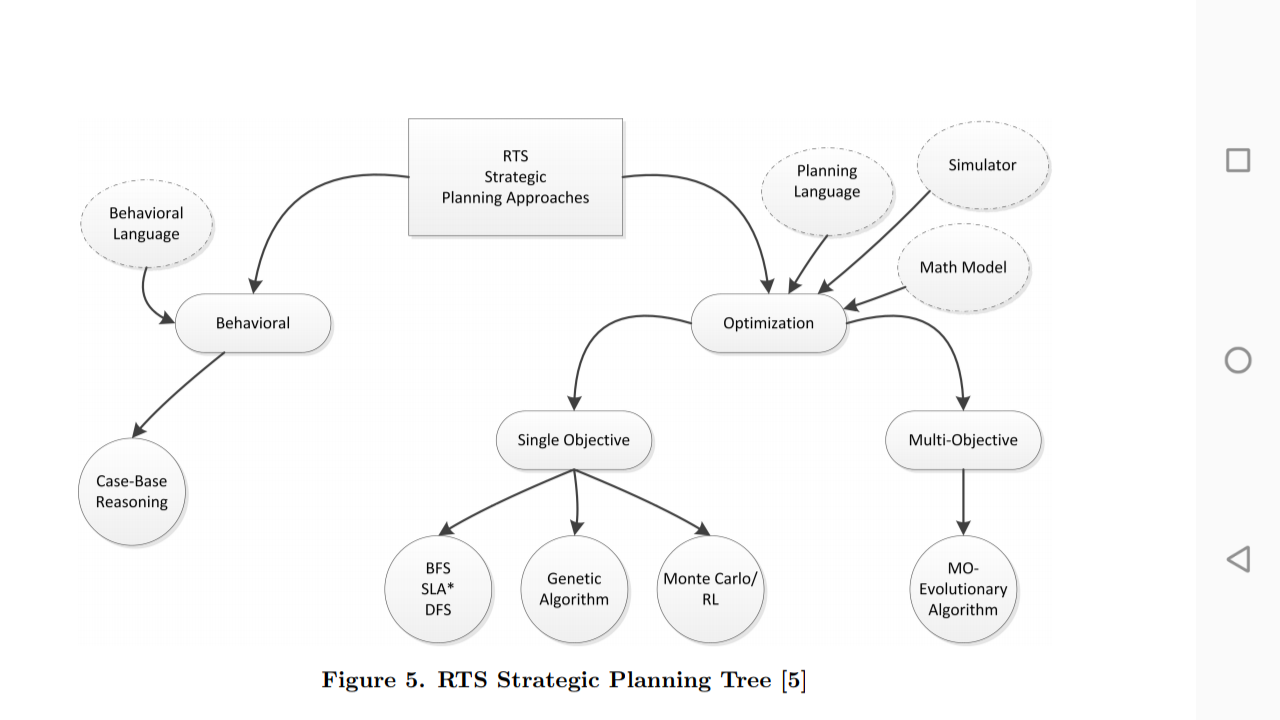 RTS
Strategic
Planning Approaches
Planning
Language
Simulator
Behavioral
Language
Math Model
Behavioral
Optimization
Single Objective
Multi-Objective
Case-Base
Reasoning
BFS
SLA*
DFS
Genetic
Algorithm
Monte Carlo/
RL
MO-
Evolutionary
Algorithm
Figure 5. RTS Strategic Planning Tree [5]